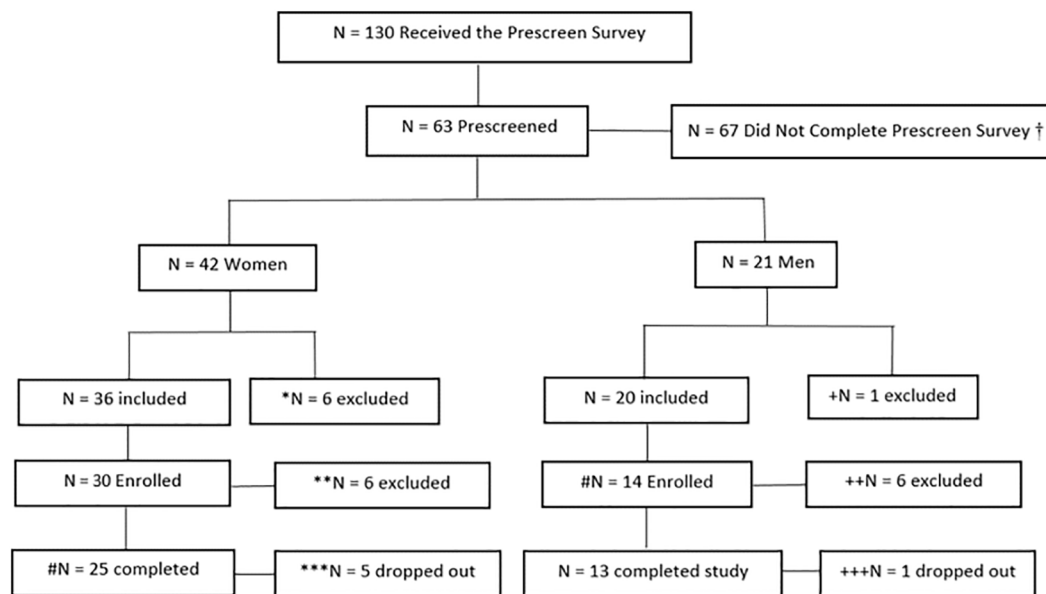 N = 130 Received the Prescreen Survey
N = 63 Prescreened
N = 67 Did Not Complete Prescreen Survey †
N = 42 Women
N = 21 Men
N = 36 included
*N = 6 excluded
N = 20 included
+N = 1 excluded
N = 30 Enrolled
**N = 6 excluded
#N = 14 Enrolled
++N = 6 excluded
#N = 25 completed
***N = 5 dropped out
N = 13 completed study
+++N = 1 dropped out